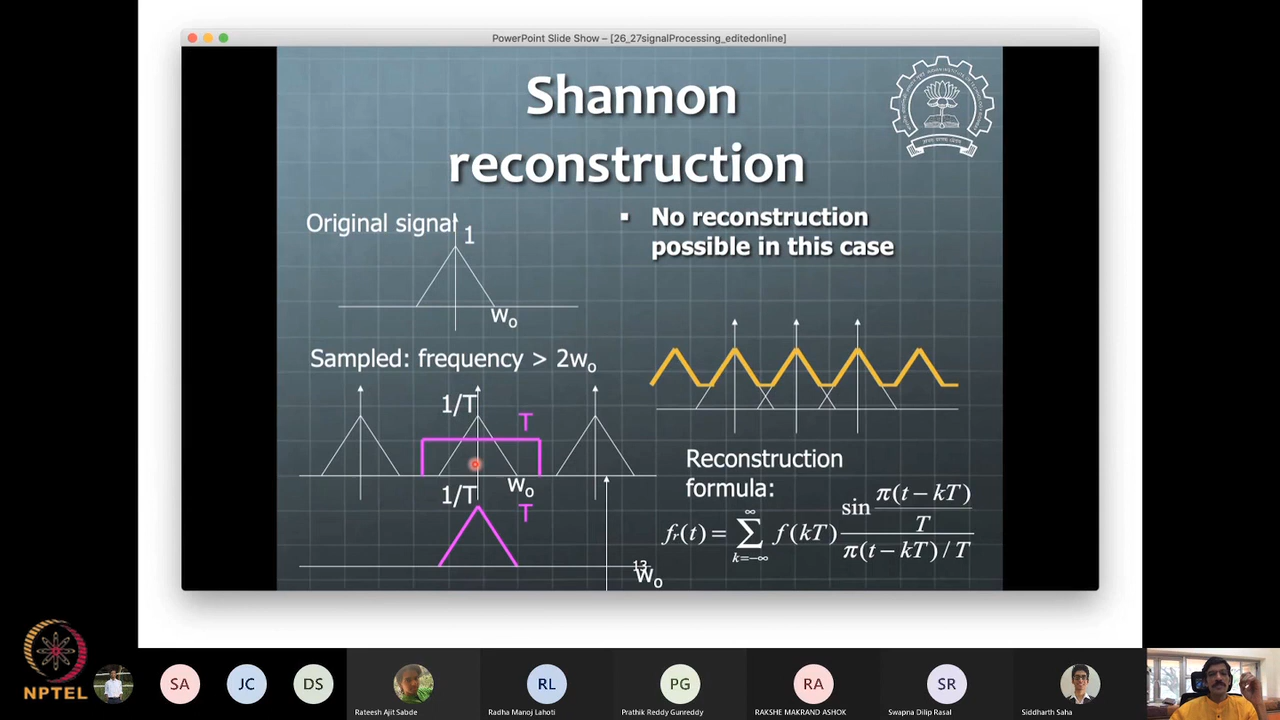 PowerPoint Slide Show – [26_27signalProcessing_editedonline]
Shannon
reconstruction
Original signal
1
w₀
▪ No reconstruction
possible in this case
Sampled: frequency > 2w₀
1/T
T
w₀
1/T
T
Reconstruction
formula:
fr(t) = ∑_{k=-∞}^{∞} f(kT) sin(π(t − kT)/T) / (π(t − kT) / T)
13
w₀
NPTEL
SA
JC
DS
RL
PG
RA
SR
Rateesh Ajit Sabde
Radha Manoj Lahoti
Prathik Reddy Gunreddy
RAKSHE MAKRAND ASHOK
Swapna Dilip Rasal
Siddharth Saha